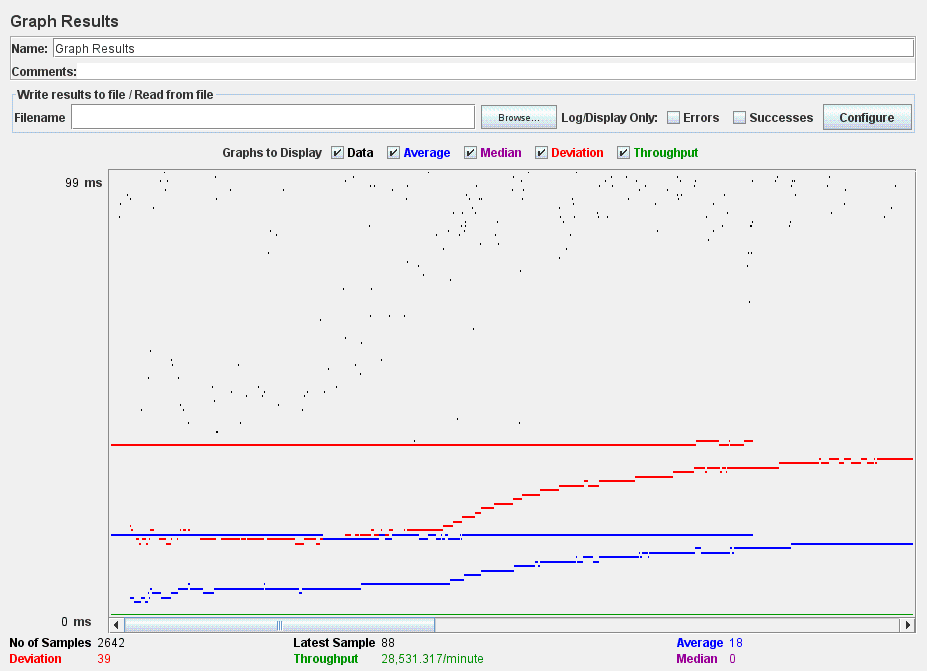 Graph Results
Name: Graph Results
Comments:
Write results to file / Read from file
Filename Browse... Log/Display Only: Errors Successes Configure
Graphs to Display Data Average Median Deviation Throughput
99 ms
0 ms
No of Samples 2642 Latest Sample 88 Average 18
Deviation 39 Throughput 28,531.317/minute Median 0